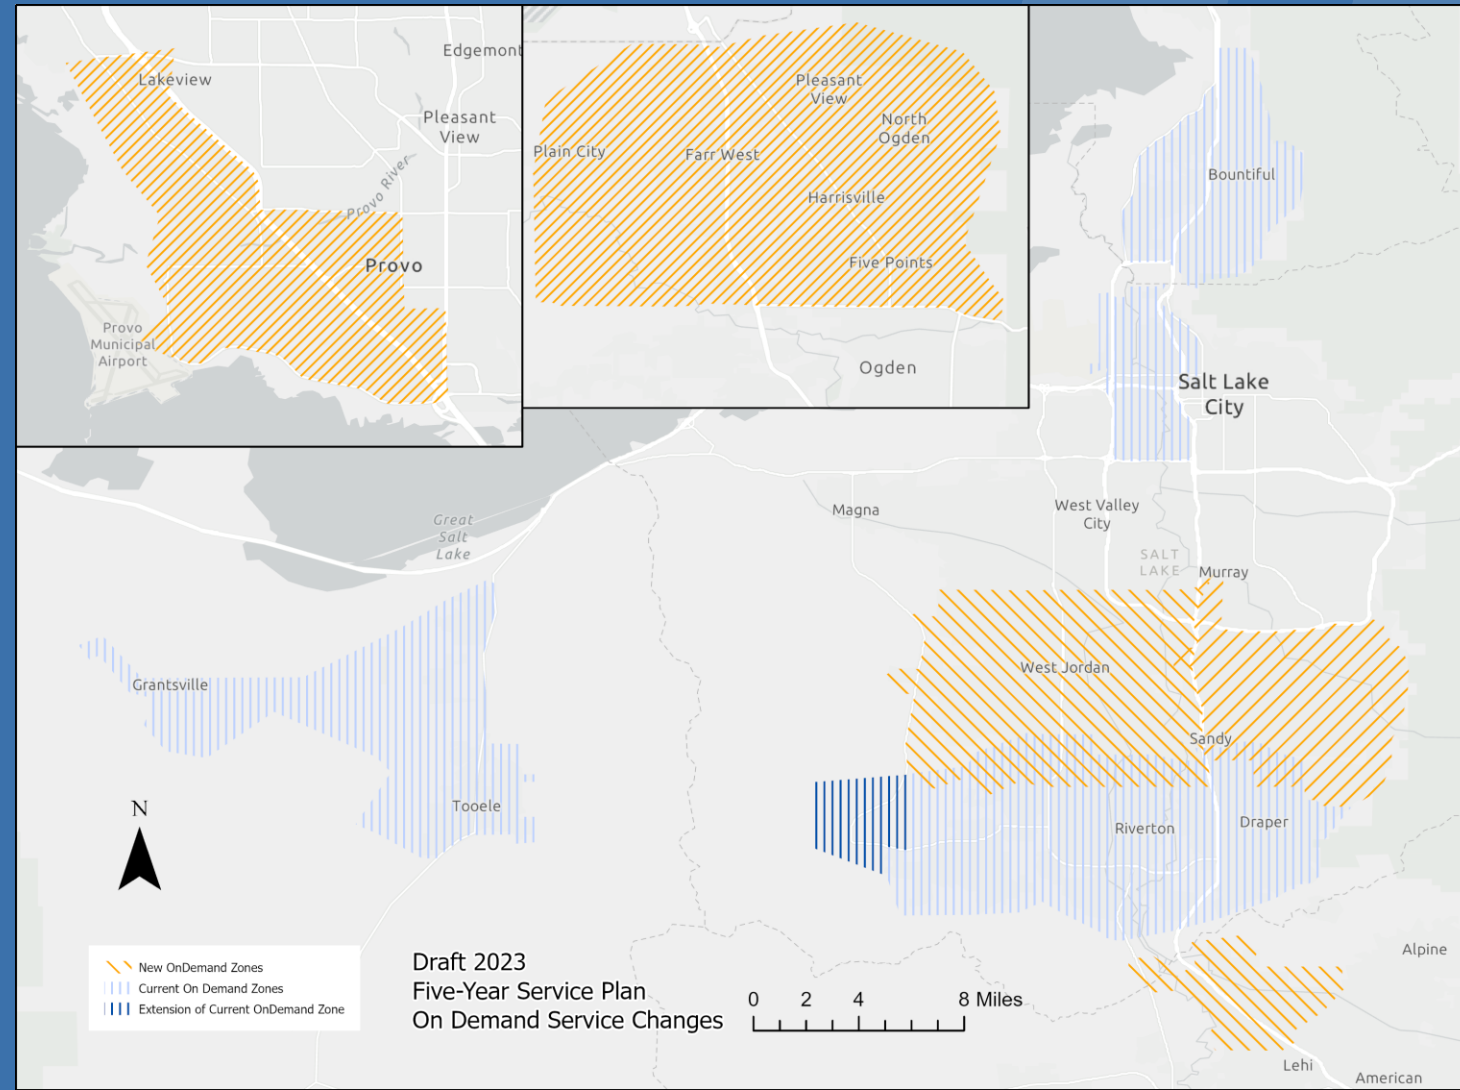 Edgemont
Lakeview
Pleasant
View
Provo River
Provo
Provo
Municipal
Airport
Pleasant
View
North
Ogden
Plain City
Farr West
Harrisville
Five Points
Ogden
Bountiful
Salt Lake
City
Magna
West Valley
City
Great
Salt
Lake
SALT
LAKE
Murray
West Jordan
Grantsville
Sandy
Tooele
Riverton
Draper
N
Alpine
Lehi
American
New OnDemand Zones
Current On Demand Zones
Extension of Current OnDemand Zone
Draft 2023
Five-Year Service Plan
On Demand Service Changes
0 2 4 8 Miles